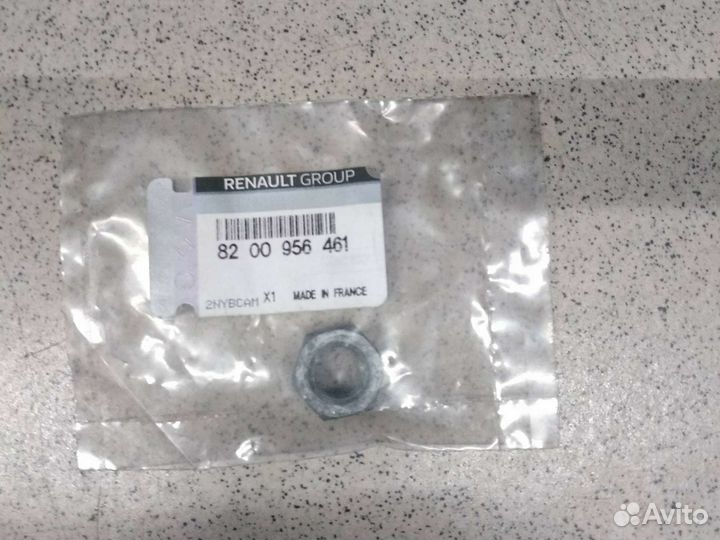 RENAULT GROUP
82 00 956 461
2NYBCAM X1 MADE IN FRANCE
Avito